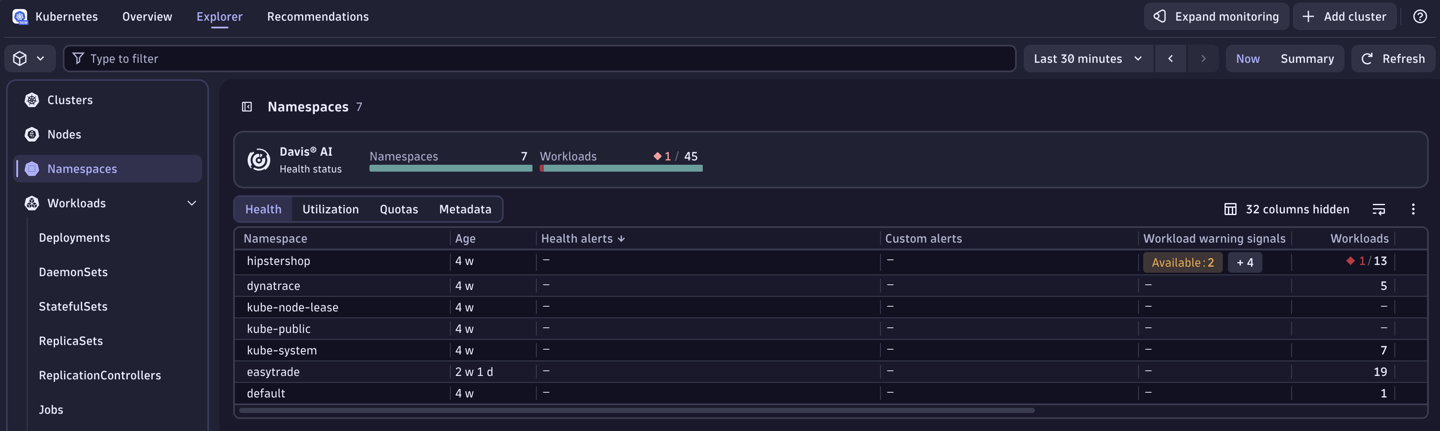 Kubernetes Overview Explorer Recommendations Expand monitoring Add cluster
Type to filter Last 30 minutes Now Summary Refresh
Clusters
Nodes
Namespaces
Workloads
Deployments
DaemonSets
StatefulSets
ReplicaSets
ReplicationControllers
Jobs
Namespaces 7
Davis® AI
Health status
Namespaces 7 Workloads 1 / 45
Health Utilization Quotas Metadata 32 columns hidden
Namespace Age Health alerts Custom alerts Workload warning signals Workloads
hipstershop 4 w – – Available: 2 + 4 1 / 13
dynatrace 4 w – – – 5
kube-node-lease 4 w – – – –
kube-public 4 w – – – –
kube-system 4 w – – – 7
easytrade 2 w 1 d – – – 19
default 4 w – – – 1